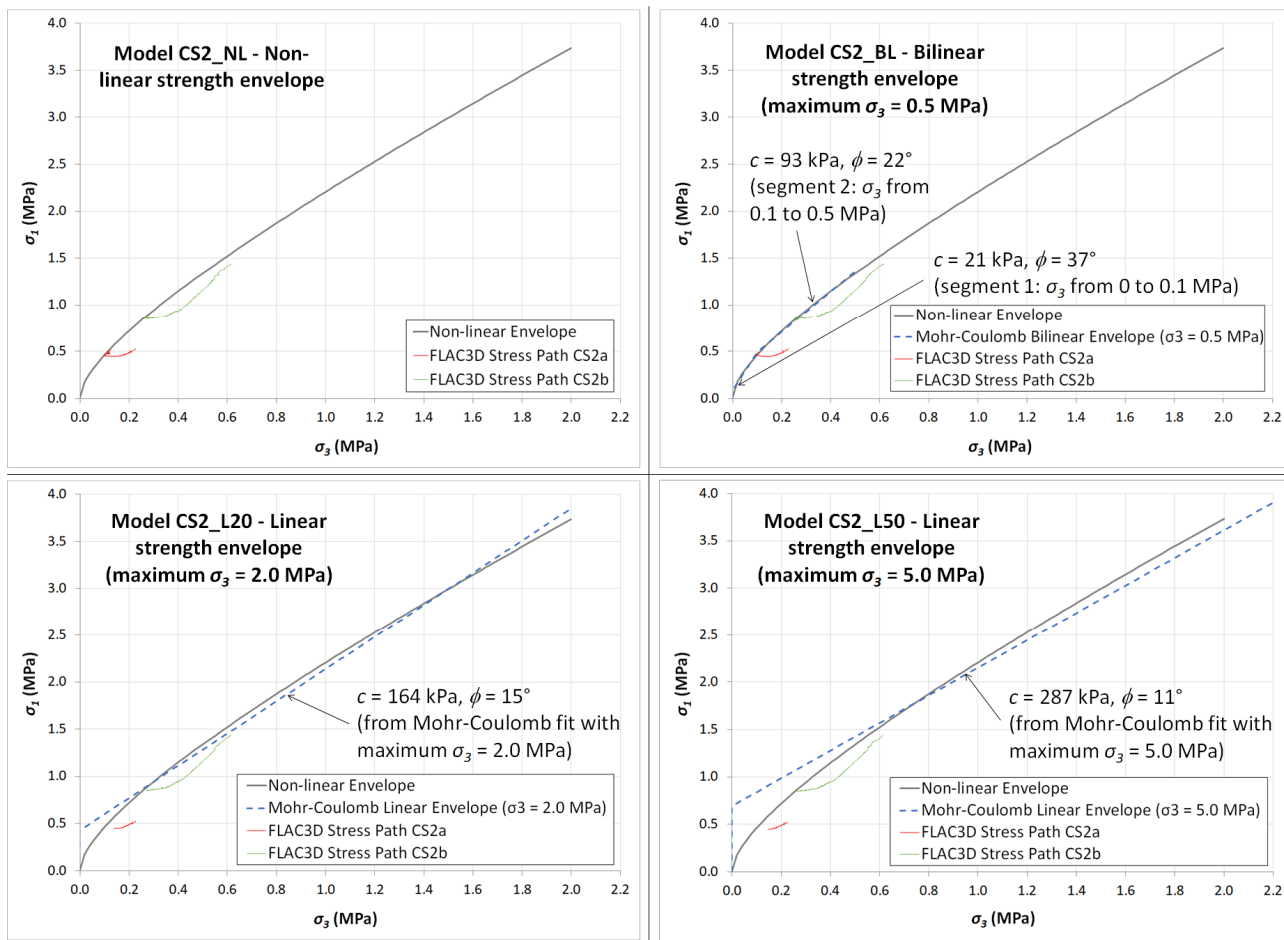 Model CS2_NL - Non-
linear strength envelope
4.0
3.5
3.0
2.5
2.0
1.5
1.0
0.5
0.0
σ1 (MPa)
Non-linear Envelope
FLAC3D Stress Path CS2a
FLAC3D Stress Path CS2b
0.0 0.2 0.4 0.6 0.8 1.0 1.2 1.4 1.6 1.8 2.0 2.2
σ3 (MPa)
Model CS2_BL - Bilinear
strength envelope
(maximum σ3 = 0.5 MPa)
4.0
3.5
3.0
2.5
2.0
1.5
1.0
0.5
0.0
σ1 (MPa)
c = 93 kPa, ϕ = 22°
(segment 2: σ3 from
0.1 to 0.5 MPa)
c = 21 kPa, ϕ = 37°
(segment 1: σ3 from 0 to 0.1 MPa)
Non-linear Envelope
Mohr-Coulomb Bilinear Envelope (σ3 = 0.5 MPa)
FLAC3D Stress Path CS2a
FLAC3D Stress Path CS2b
0.0 0.2 0.4 0.6 0.8 1.0 1.2 1.4 1.6 1.8 2.0 2.2
σ3 (MPa)
Model CS2_L20 - Linear
strength envelope
(maximum σ3 = 2.0 MPa)
4.0
3.5
3.0
2.5
2.0
1.5
1.0
0.5
0.0
σ1 (MPa)
c = 164 kPa, ϕ = 15°
(from Mohr-Coulomb fit with
maximum σ3 = 2.0 MPa)
Non-linear Envelope
Mohr-Coulomb Linear Envelope (σ3 = 2.0 MPa)
FLAC3D Stress Path CS2a
FLAC3D Stress Path CS2b
0.0 0.2 0.4 0.6 0.8 1.0 1.2 1.4 1.6 1.8 2.0 2.2
σ3 (MPa)
Model CS2_L50 - Linear
strength envelope
(maximum σ3 = 5.0 MPa)
4.0
3.5
3.0
2.5
2.0
1.5
1.0
0.5
0.0
σ1 (MPa)
c = 287 kPa, ϕ = 11°
(from Mohr-Coulomb fit with
maximum σ3 = 5.0 MPa)
Non-linear Envelope
Mohr-Coulomb Linear Envelope (σ3 = 5.0 MPa)
FLAC3D Stress Path CS2a
FLAC3D Stress Path CS2b
0.0 0.2 0.4 0.6 0.8 1.0 1.2 1.4 1.6 1.8 2.0 2.2
σ3 (MPa)